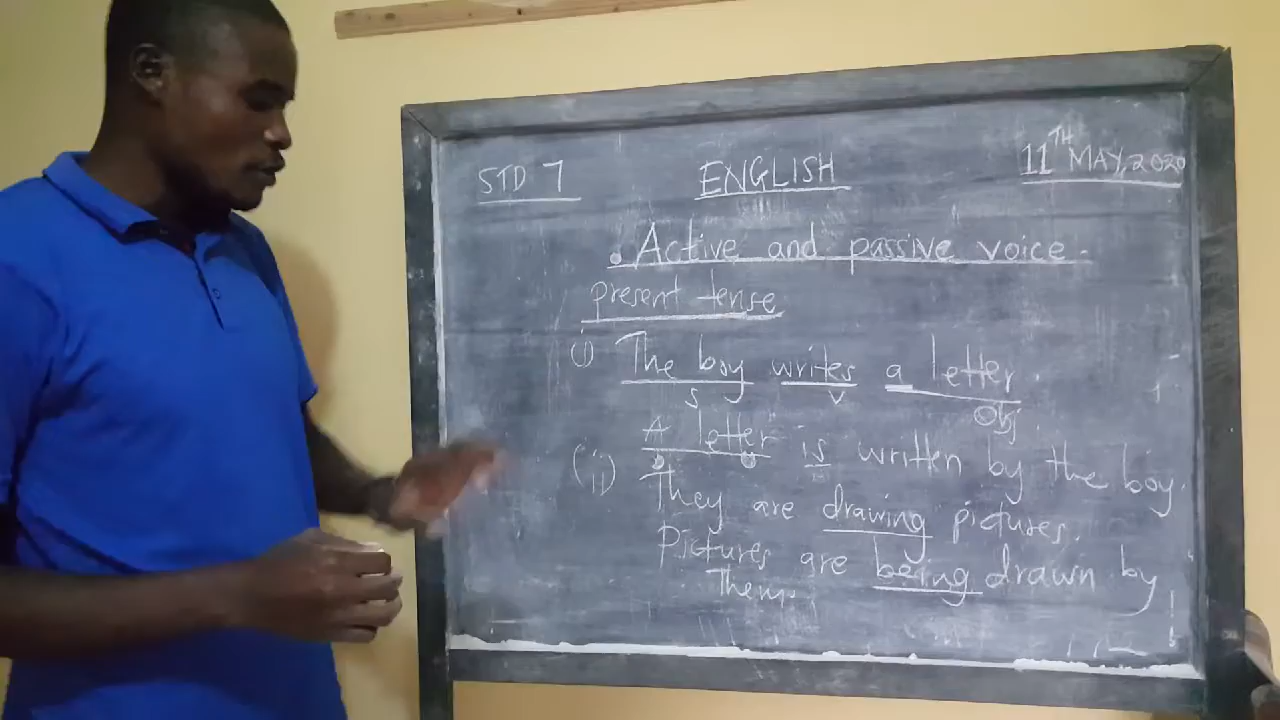 STD 7 ENGLISH 11TH MAY, 2020
. Active and passive voice.
present tense
(i) The boy writes a letter.
S V Obj
A letter is written by the boy.
(ii) They are drawing pictures.
Pictures are being drawn by
Them.